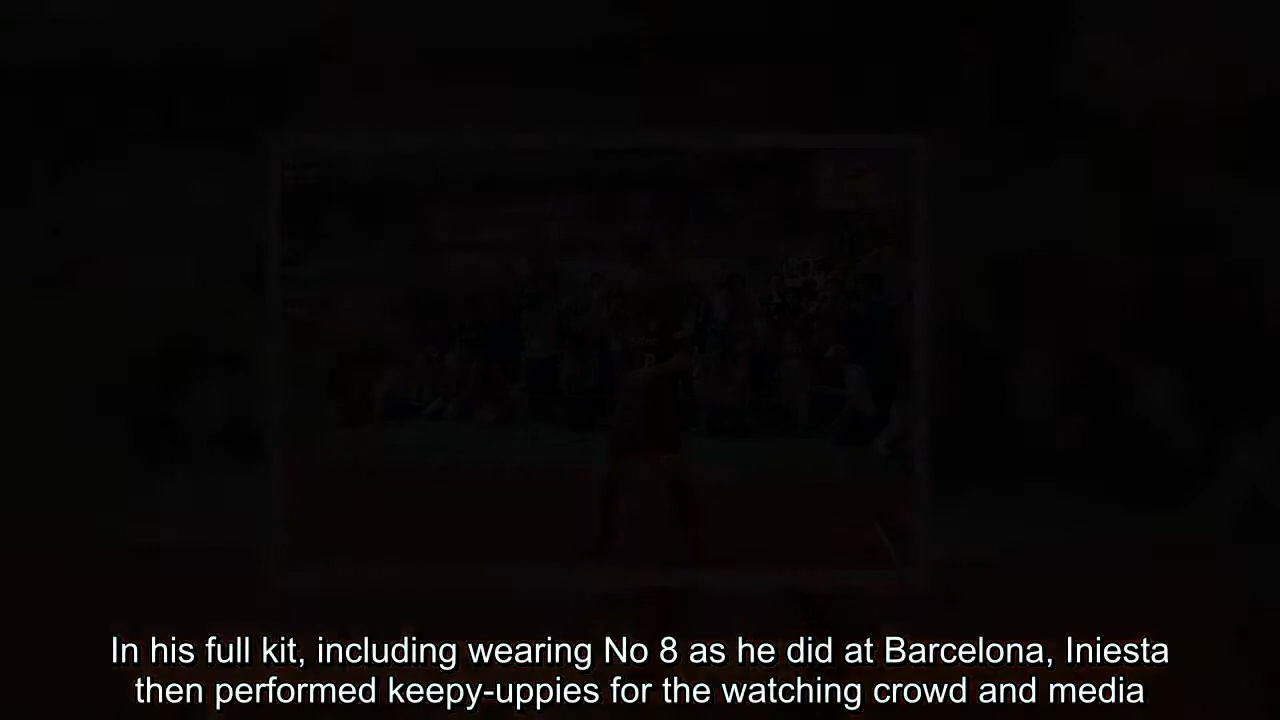 In his full kit, including wearing No 8 as he did at Barcelona, Iniesta
then performed keepy-uppies for the watching crowd and media